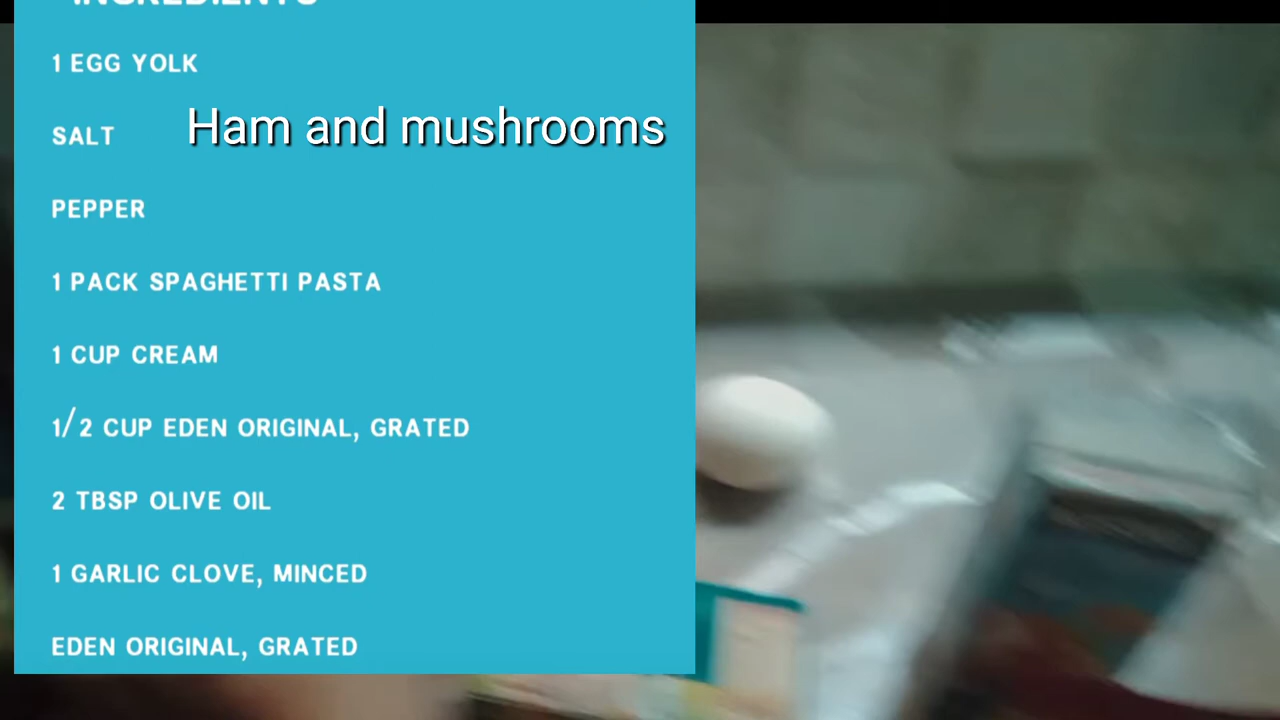 INGREDIENTS
1 EGG YOLK
SALT
Ham and mushrooms
PEPPER
1 PACK SPAGHETTI PASTA
1 CUP CREAM
1/2 CUP EDEN ORIGINAL, GRATED
2 TBSP OLIVE OIL
1 GARLIC CLOVE, MINCED
EDEN ORIGINAL, GRATED